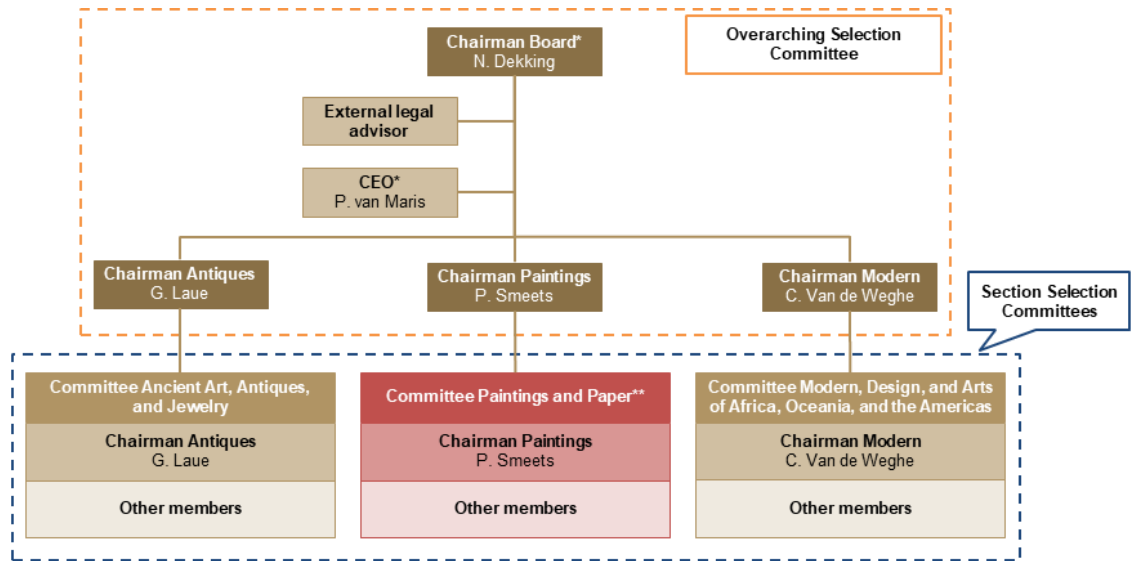 Overarching Selection
Committee
Chairman Board*
N. Dekking
External legal
advisor
CEO*
P. van Maris
Chairman Antiques
G. Laue
Chairman Paintings
P. Smeets
Chairman Modern
C. Van de Weghe
Section Selection
Committees
Committee Ancient Art, Antiques,
and Jewelry
Chairman Antiques
G. Laue
Other members
Committee Paintings and Paper**
Chairman Paintings
P. Smeets
Other members
Committee Modern, Design, and Arts
of Africa, Oceania, and the Americas
Chairman Modern
C. Van de Weghe
Other members